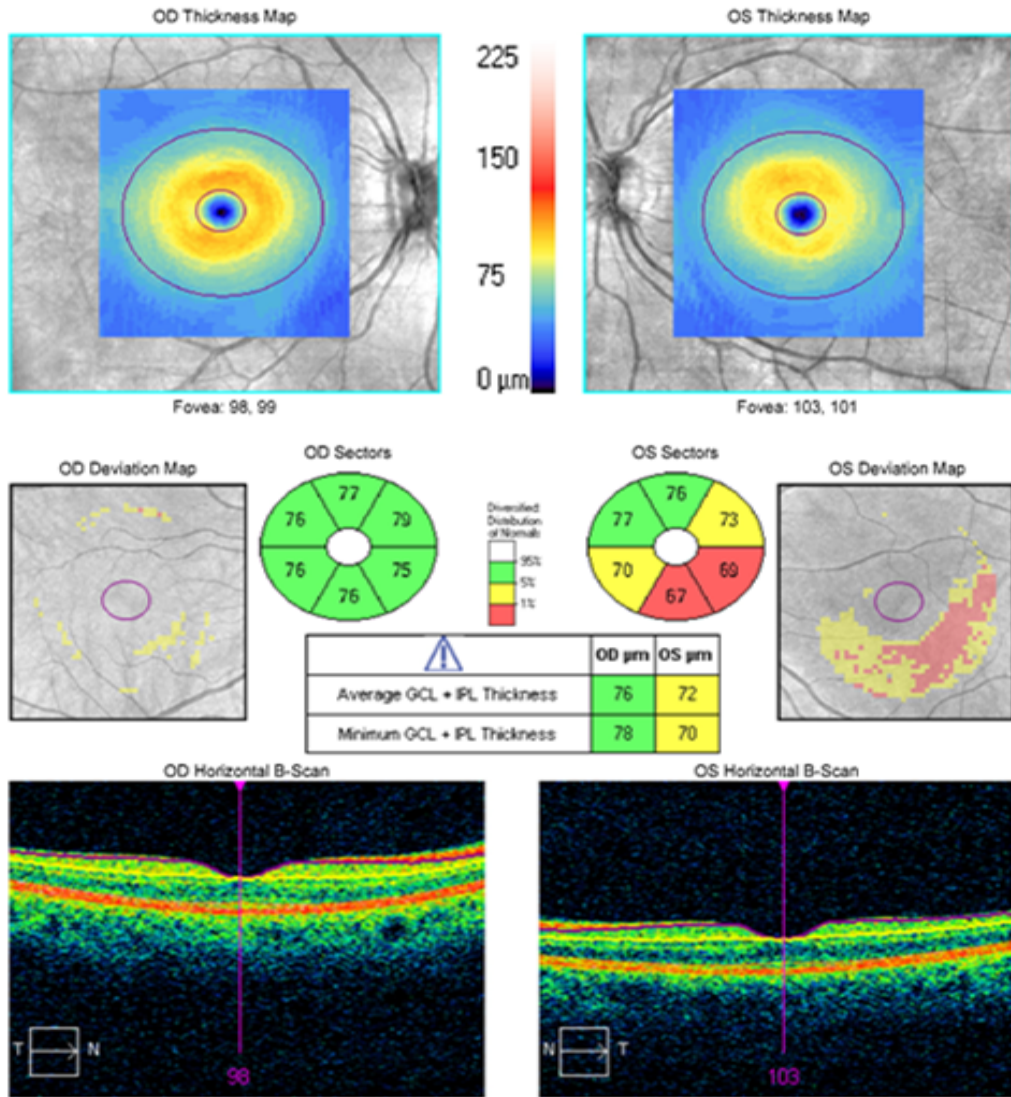 OD Thickness Map
OS Thickness Map
225
150
75
0 µm
Fovea: 98, 99
Fovea: 103, 101
OD Deviation Map
OD Sectors
OS Sectors
OS Deviation Map
77
76
79
76
75
76
Diversified
Distribution
of Normals
95%
5%
1%
76
77
73
70
69
67
OD µm OS µm
Average GCL + IPL Thickness 76 72
Minimum GCL + IPL Thickness 78 70
OD Horizontal B-Scan
OS Horizontal B-Scan
T N
98
N T
103